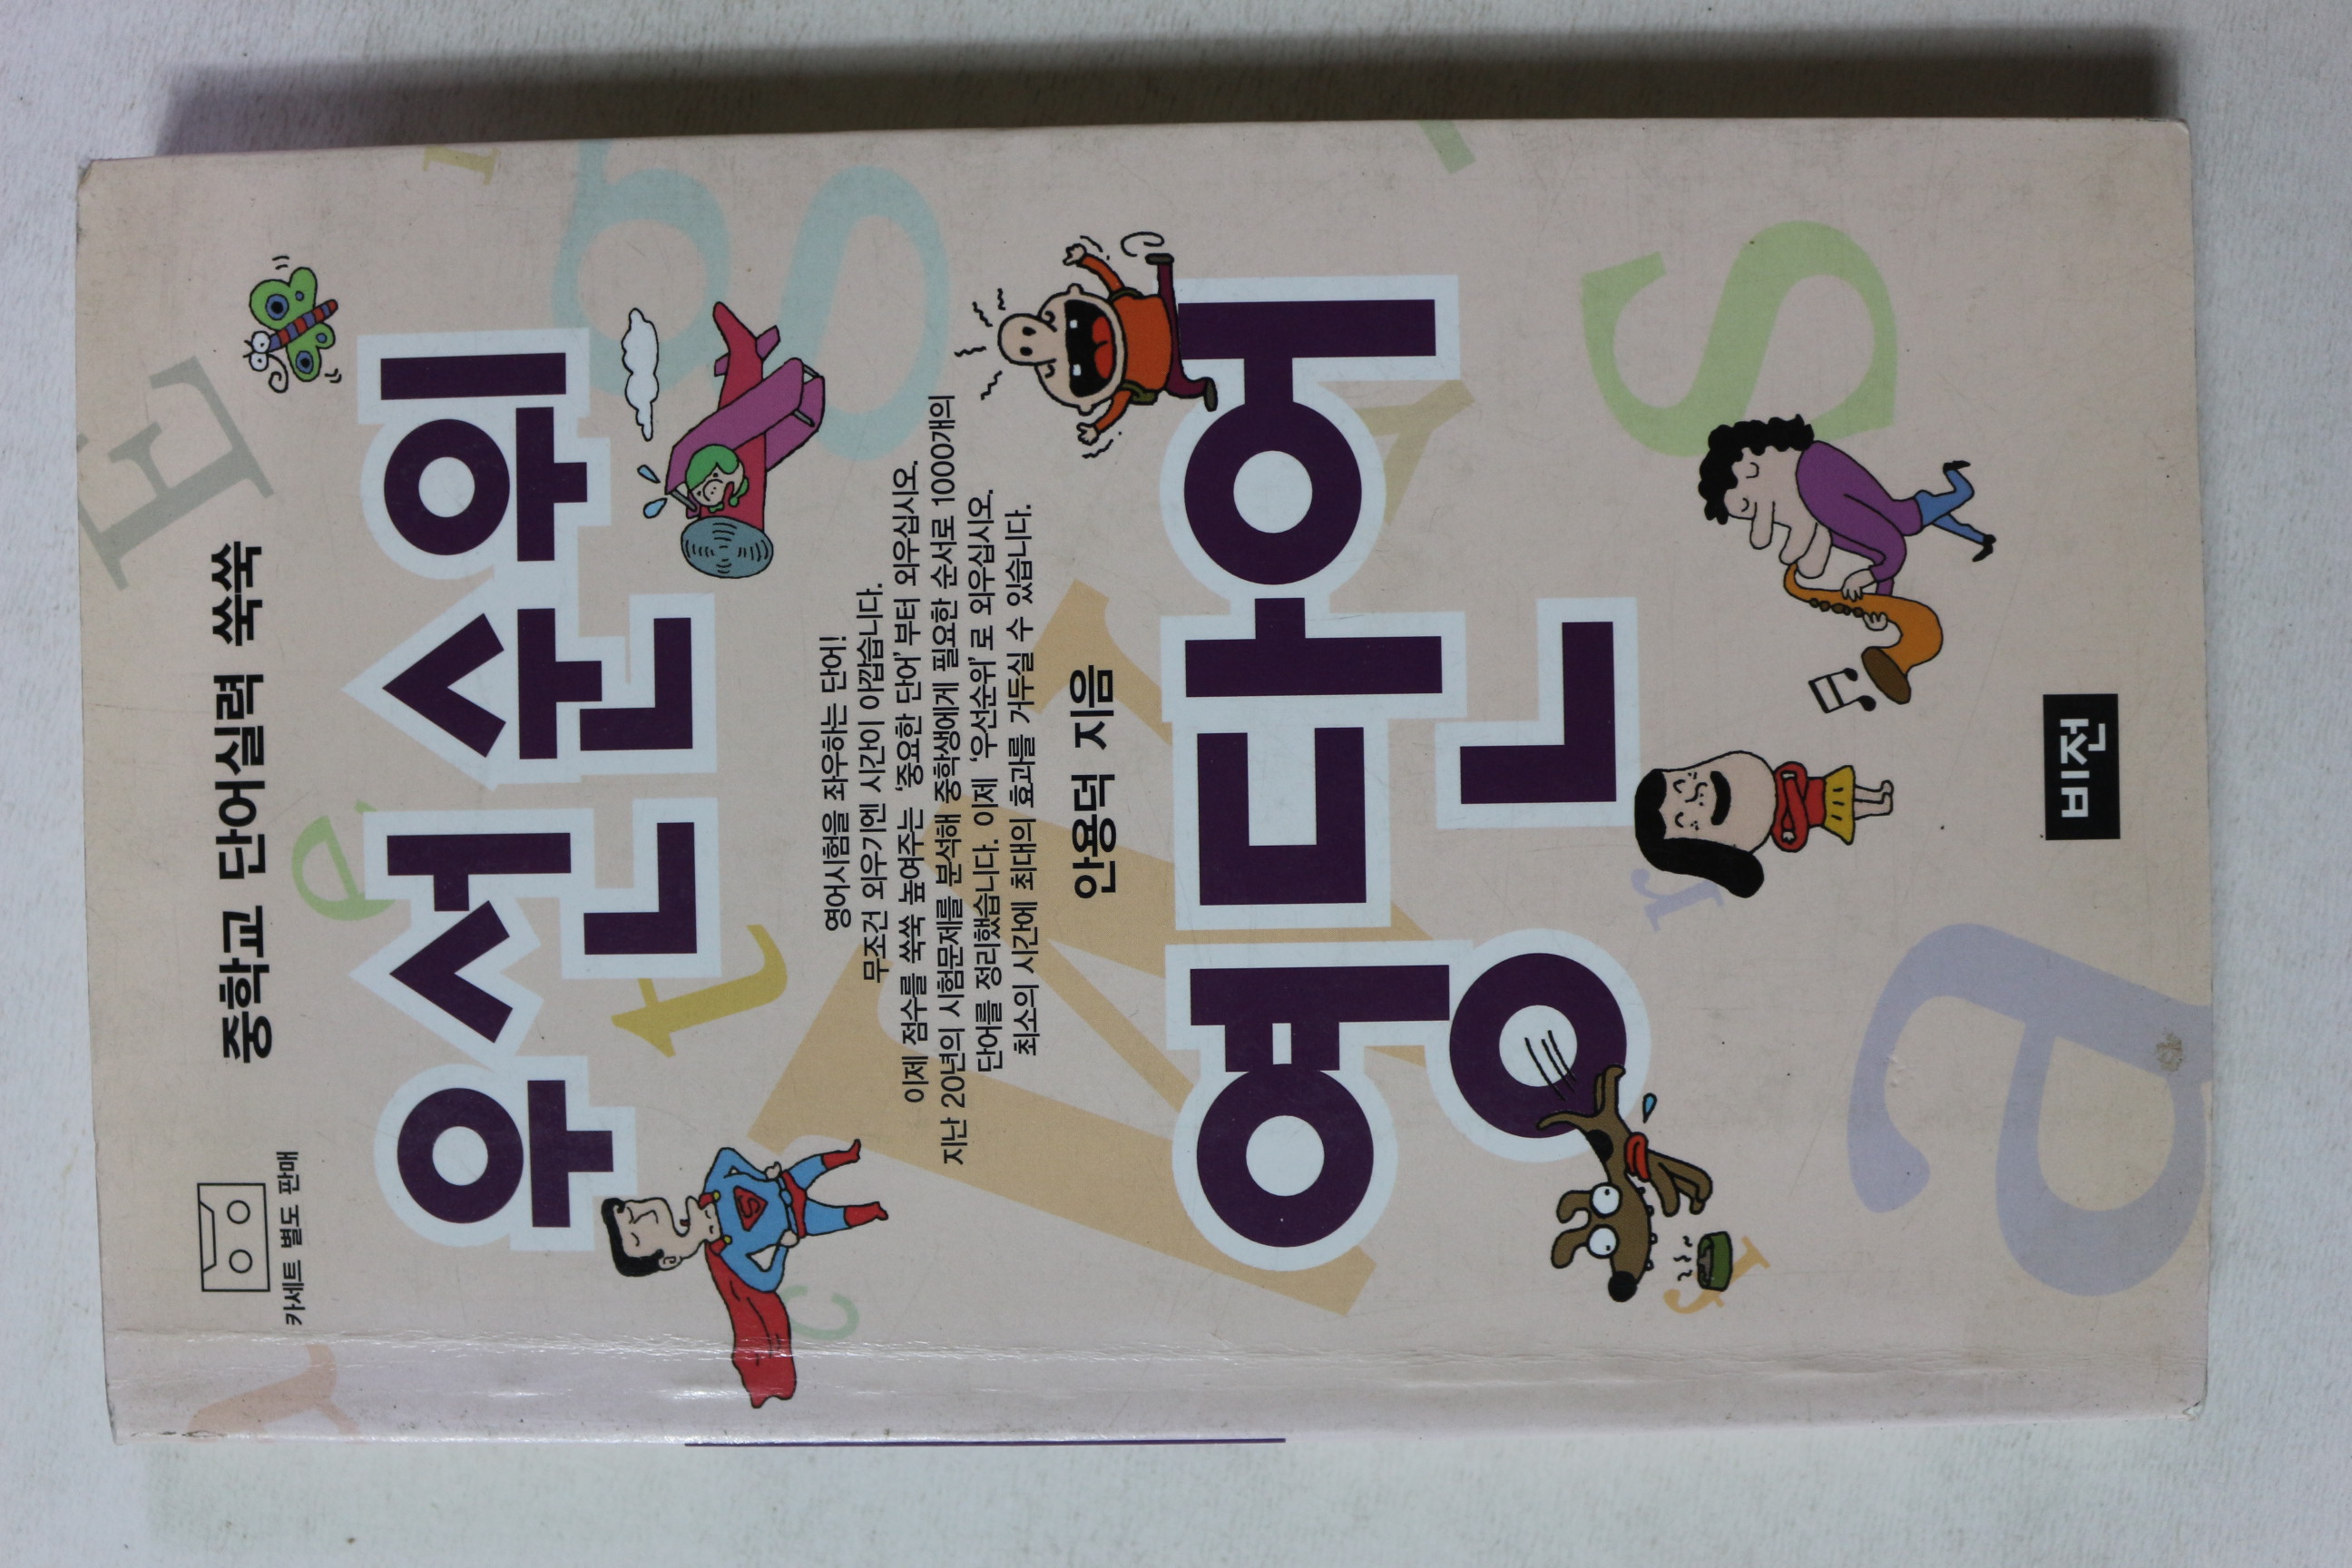 카세트 별도 판매
중학교 단어실력 쑥쑥
우선순위
영어시험을 좌우하는 단어!
무조건 외우기엔 시간이 아깝습니다.
이제 점수를 쑥쑥 높여주는 '중요한 단어'부터 외우십시오.
지난 20년의 시험문제를 분석해 중학생에게 필요한 순서로 1000개의
단어를 정리했습니다. 이제 '우선순위'로 외우십시오.
최소의 시간에 최대의 효과를 거두실 수 있습니다.
안용덕 지음
영단어
비전